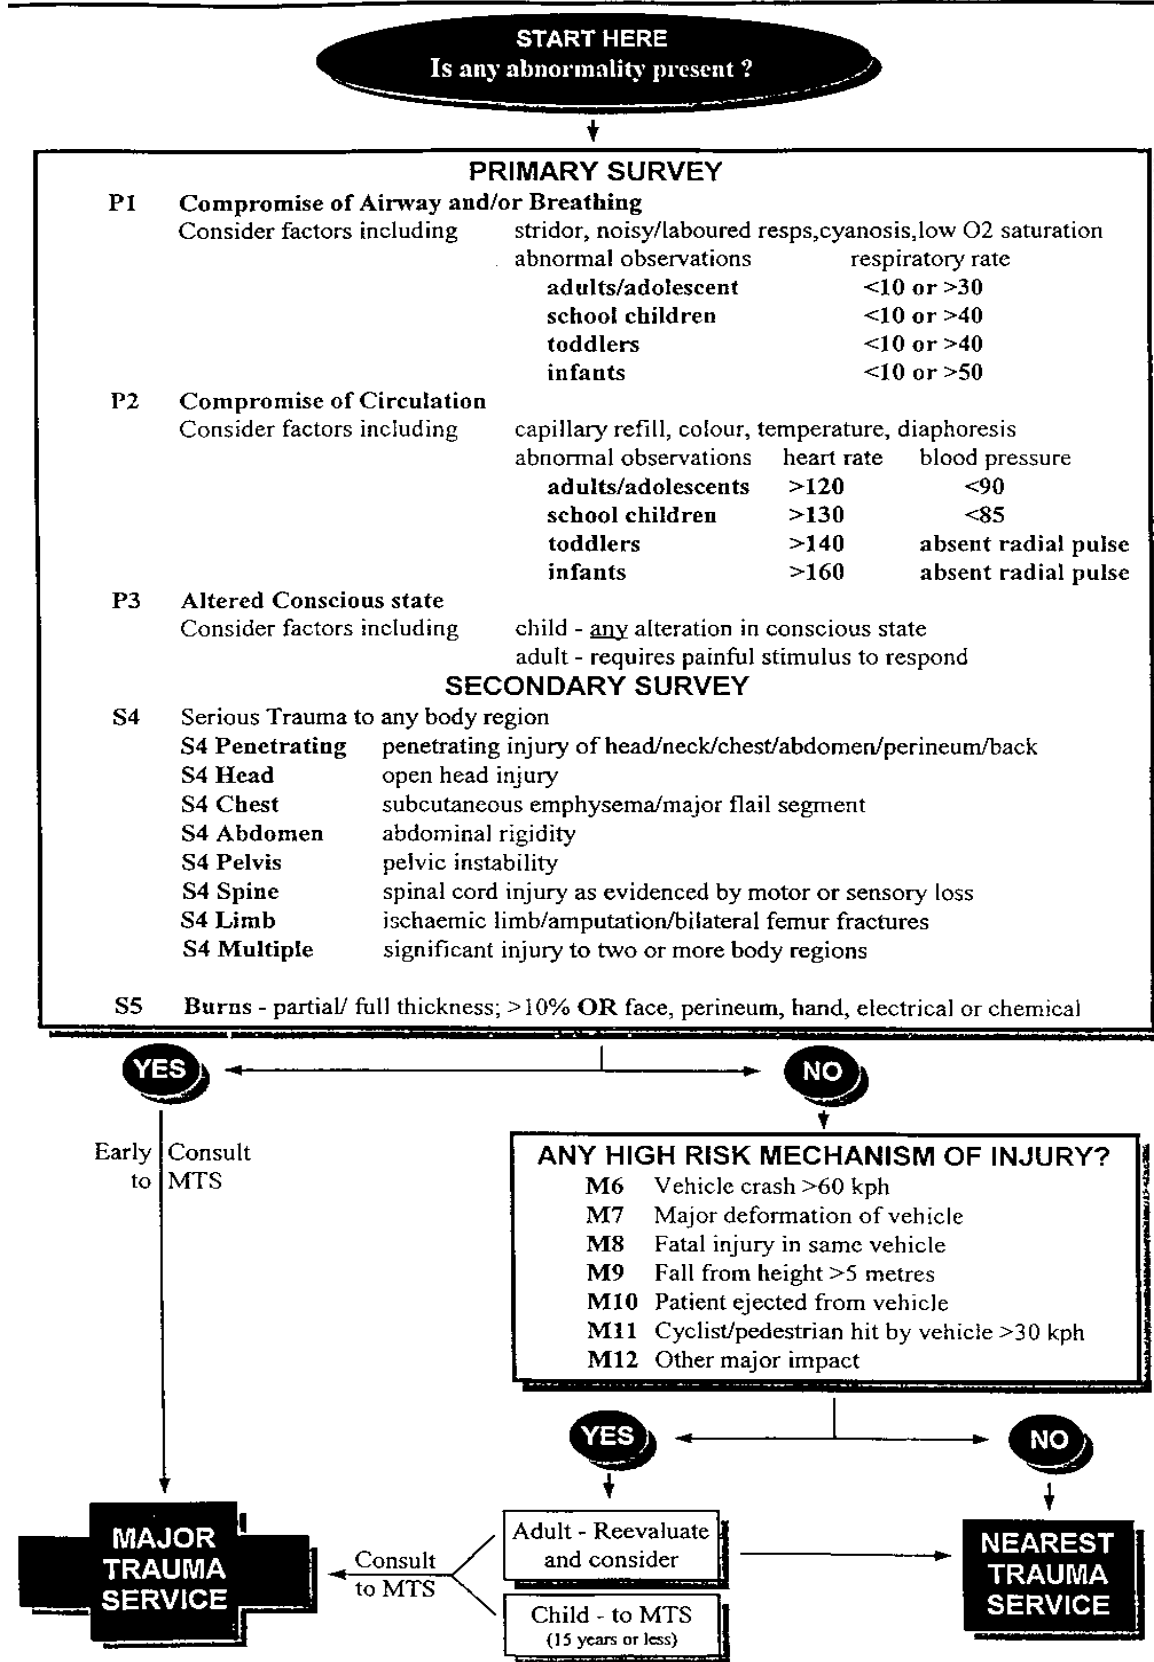 START HERE
Is any abnormality present ?
PRIMARY SURVEY
P1 Compromise of Airway and/or Breathing
Consider factors including stridor, noisy/laboured resps,cyanosis,low O2 saturation
abnormal observations respiratory rate
adults/adolescent <10 or >30
school children <10 or >40
toddlers <10 or >40
infants <10 or >50
P2 Compromise of Circulation
Consider factors including capillary refill, colour, temperature, diaphoresis
abnormal observations heart rate blood pressure
adults/adolescents >120 <90
school children >130 <85
toddlers >140 absent radial pulse
infants >160 absent radial pulse
P3 Altered Conscious state
Consider factors including child - any alteration in conscious state
adult - requires painful stimulus to respond
SECONDARY SURVEY
S4 Serious Trauma to any body region
S4 Penetrating penetrating injury of head/neck/chest/abdomen/perineum/back
S4 Head open head injury
S4 Chest subcutaneous emphysema/major flail segment
S4 Abdomen abdominal rigidity
S4 Pelvis pelvic instability
S4 Spine spinal cord injury as evidenced by motor or sensory loss
S4 Limb ischaemic limb/amputation/bilateral femur fractures
S4 Multiple significant injury to two or more body regions
S5 Burns - partial/ full thickness; >10% OR face, perineum, hand, electrical or chemical
YES
NO
Early Consult
to MTS
ANY HIGH RISK MECHANISM OF INJURY?
M6 Vehicle crash >60 kph
M7 Major deformation of vehicle
M8 Fatal injury in same vehicle
M9 Fall from height >5 metres
M10 Patient ejected from vehicle
M11 Cyclist/pedestrian hit by vehicle >30 kph
M12 Other major impact
YES
NO
MAJOR
TRAUMA
SERVICE
Consult
to MTS
Adult - Reevaluate
and consider
Child - to MTS
(15 years or less)
NEAREST
TRAUMA
SERVICE